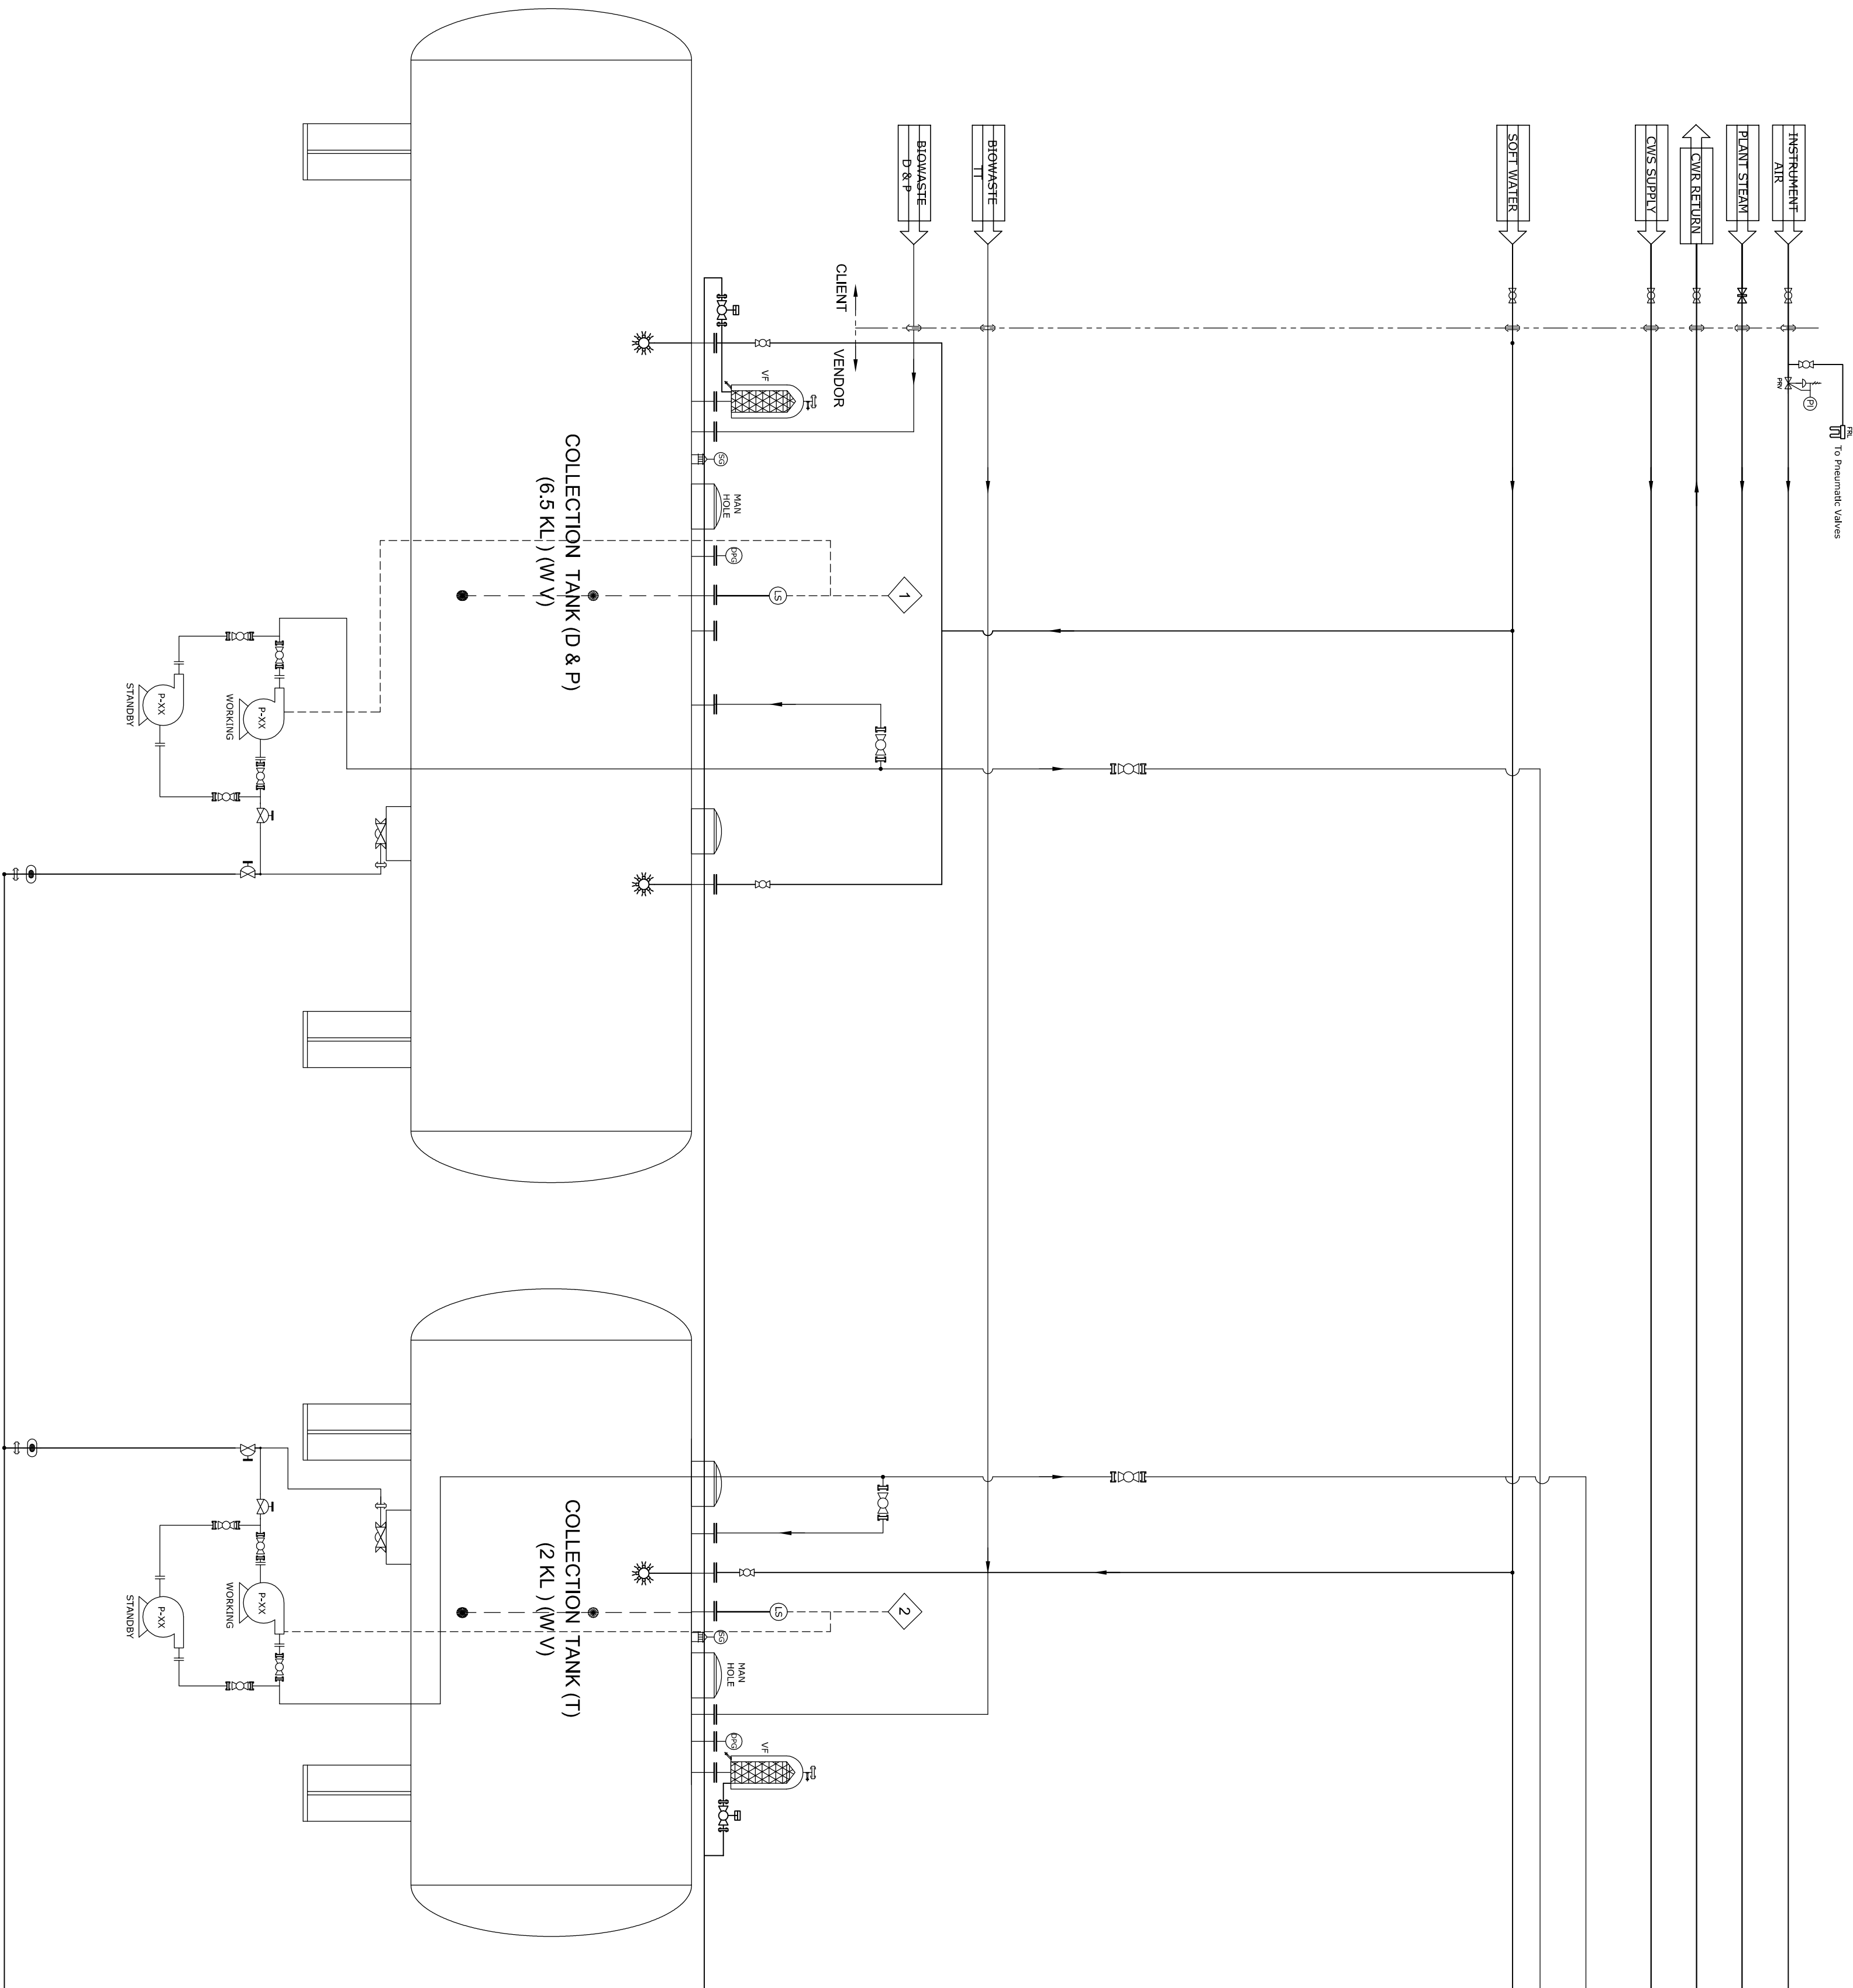 INSTRUMENT
AIR
PLANT STEAM
CWR RETURN
CWS SUPPLY
SOFT WATER
BIOWASTE
TT
BIOWASTE
D & P
FRL
To Pneumatic Valves
PRV
PI
CLIENT
VENDOR
VF
SG
MAN
HOLE
DPG
LS
1
COLLECTION TANK (D & P)
(6.5 KL ) (W V)
P-XX
WORKING
P-XX
STANDBY
COLLECTION TANK (T)
(2 KL ) (W V)
LS
2
SG
MAN
HOLE
DPG
VF
P-XX
WORKING
P-XX
STANDBY